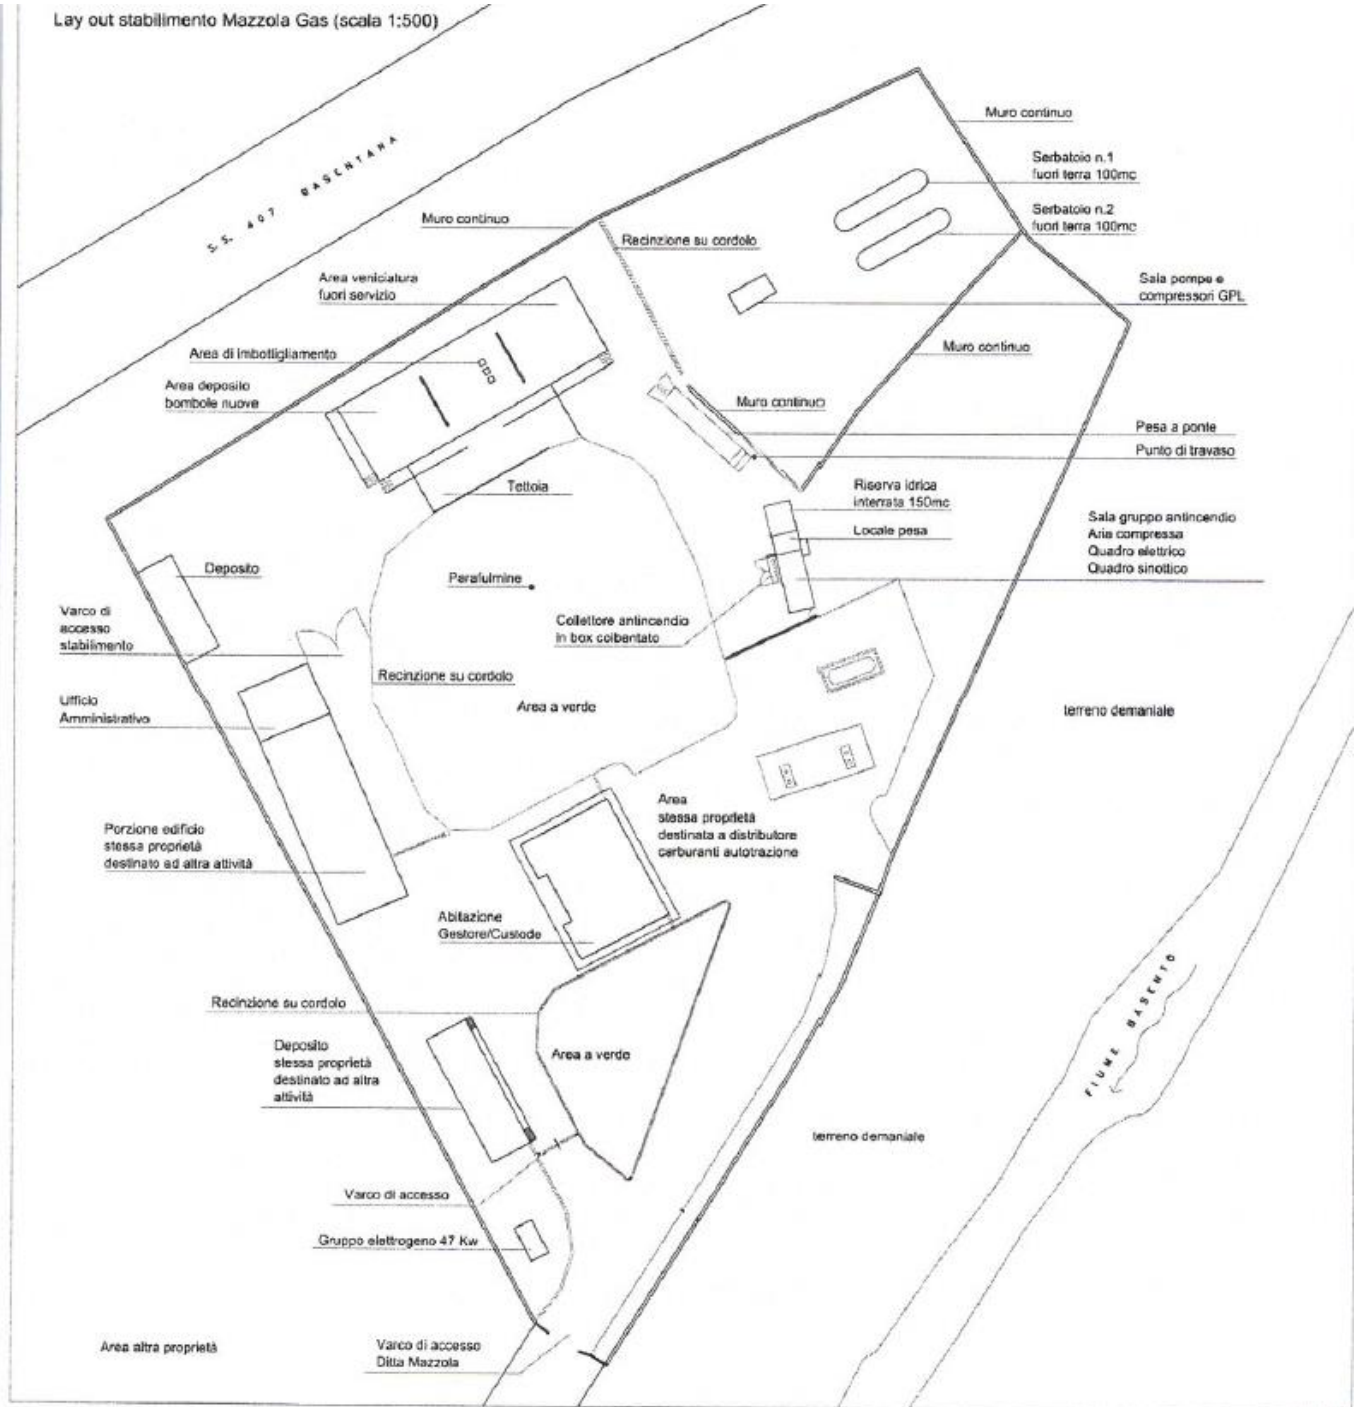 Lay out stabilimento Mazzola Gas (scala 1:500)
Muro continuo
S.S. 407 BASENTANA
Serbatoio n.1
fuori terra 100mc
Serbatoio n.2
fuori terra 100mc
Muro continuo
Recinzione su cordolo
Area veniciatura
fuori servizio
Sala pompe e
compressori GPL
Area di imbottigliamento
Muro continuo
Area deposito
bombole nuove
Muro continuo
Pesa a ponte
Punto di travaso
Tettoia
Riserva idrica
interrata 150mc
Locale pesa
Sala gruppo antincendio
Aria compressa
Quadro elettrico
Quadro sinottico
Deposito
Parafulmine
Varco di
accesso
stabilimento
Collettore antincendio
in box coibentato
Recinzione su cordolo
Ufficio
Amministrativo
Area a verde
terreno demaniale
Area
stessa proprietà
destinata a distributore
carburanti autotrazione
Porzione edificio
stessa proprietà
destinato ad altra attività
Abitazione
Gestore/Custode
FIUME BASENTO
Recinzione su cordolo
Deposito
stessa proprietà
destinato ad altra
attività
Area a verde
terreno demaniale
Varco di accesso
Gruppo elettrogeno 47 Kw
Area altra proprietà
Varco di accesso
Ditta Mazzola